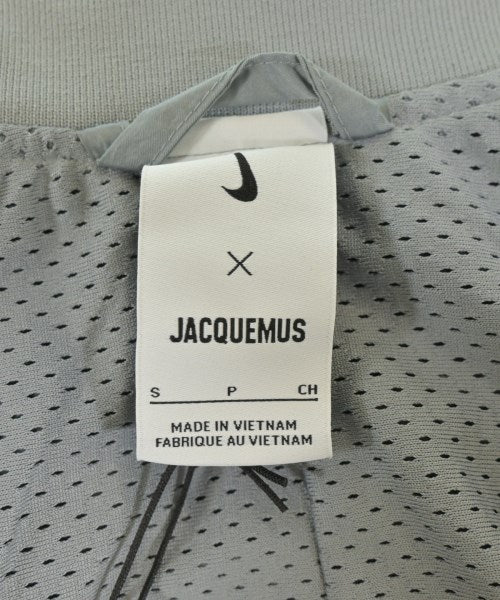 X
JACQUEMUS
S P CH
MADE IN VIETNAM
FABRIQUE AU VIETNAM